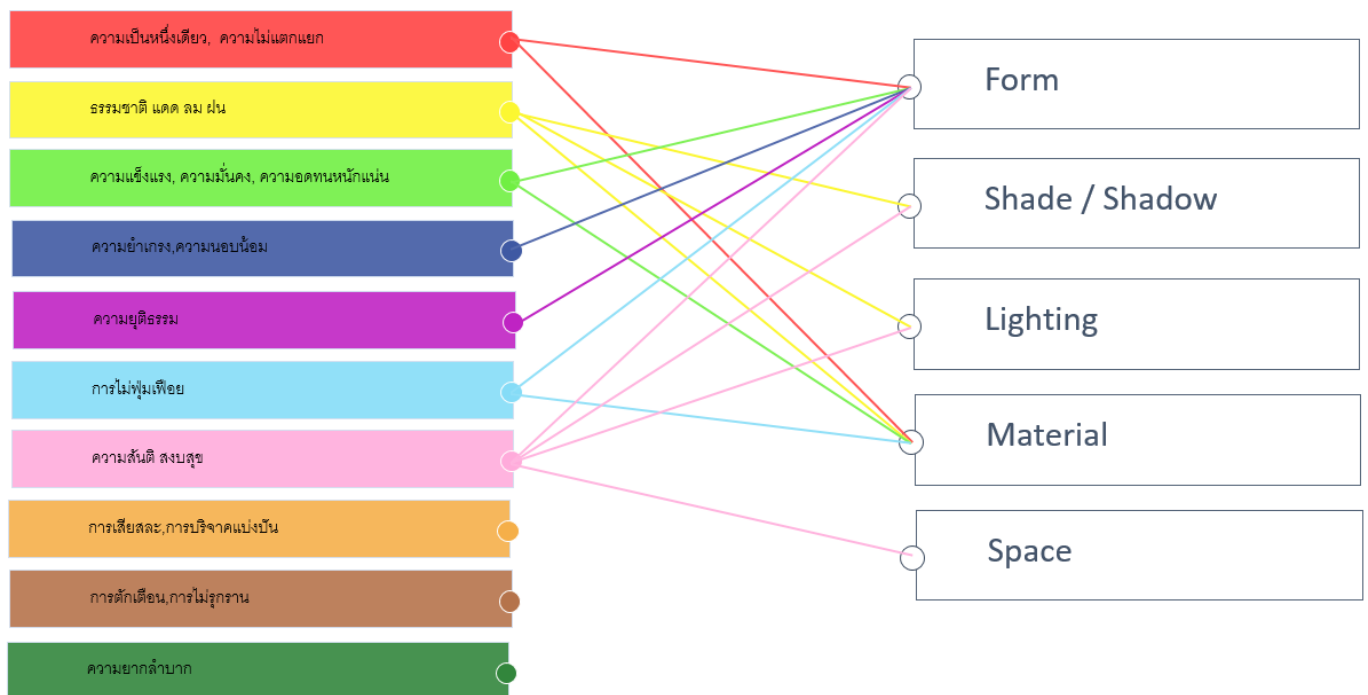 ความเป็นหนึ่งเดียว, ความไม่แตกแยก
ธรรมชาติ แดด ลม ฝน
ความแข็งแรง, ความมั่นคง, ความอดทนหนักแน่น
ความยำเกรง,ความนอบน้อม
ความยุติธรรม
การไม่ฟุ่มเฟือย
ความสันติ สงบสุข
การเสียสละ,การบริจาคแบ่งปัน
การตักเตือน,การไม่รุกราน
ความยากลำบาก
Form
Shade / Shadow
Lighting
Material
Space